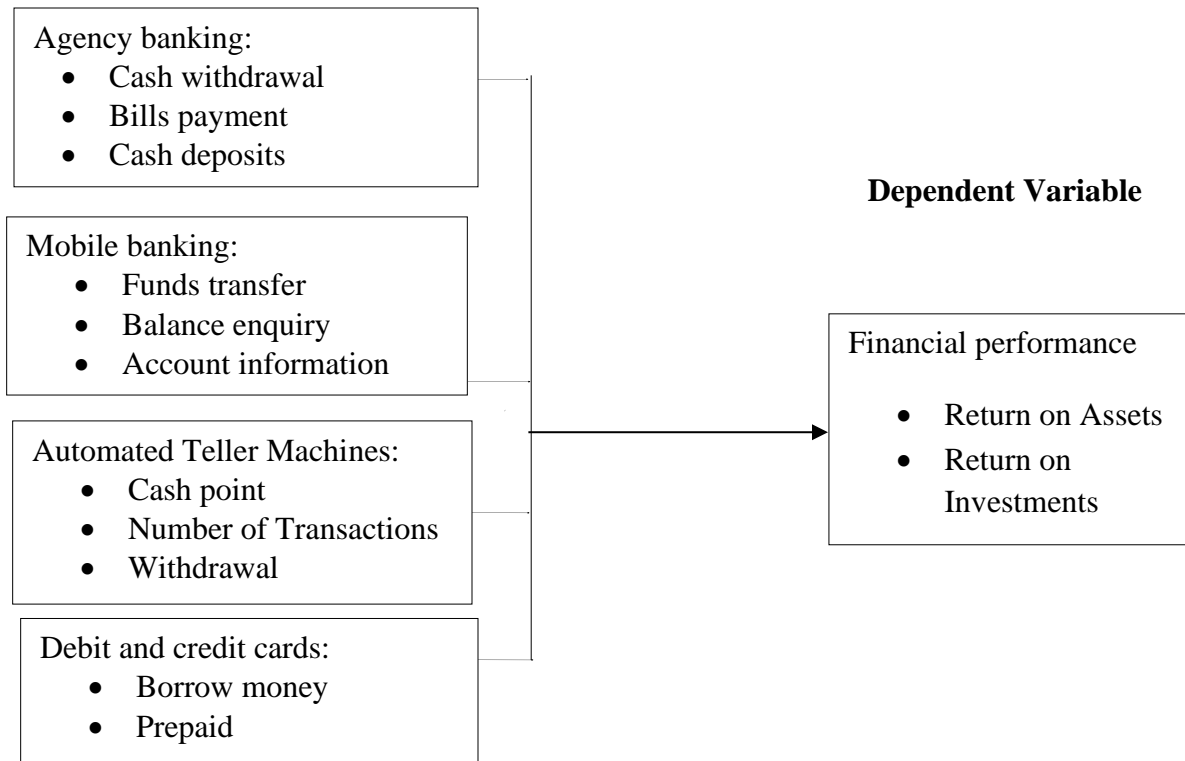 Agency banking:
• Cash withdrawal
• Bills payment
• Cash deposits
Mobile banking:
• Funds transfer
• Balance enquiry
• Account information
Automated Teller Machines:
• Cash point
• Number of Transactions
• Withdrawal
Debit and credit cards:
• Borrow money
• Prepaid
Dependent Variable
Financial performance
• Return on Assets
• Return on
Investments